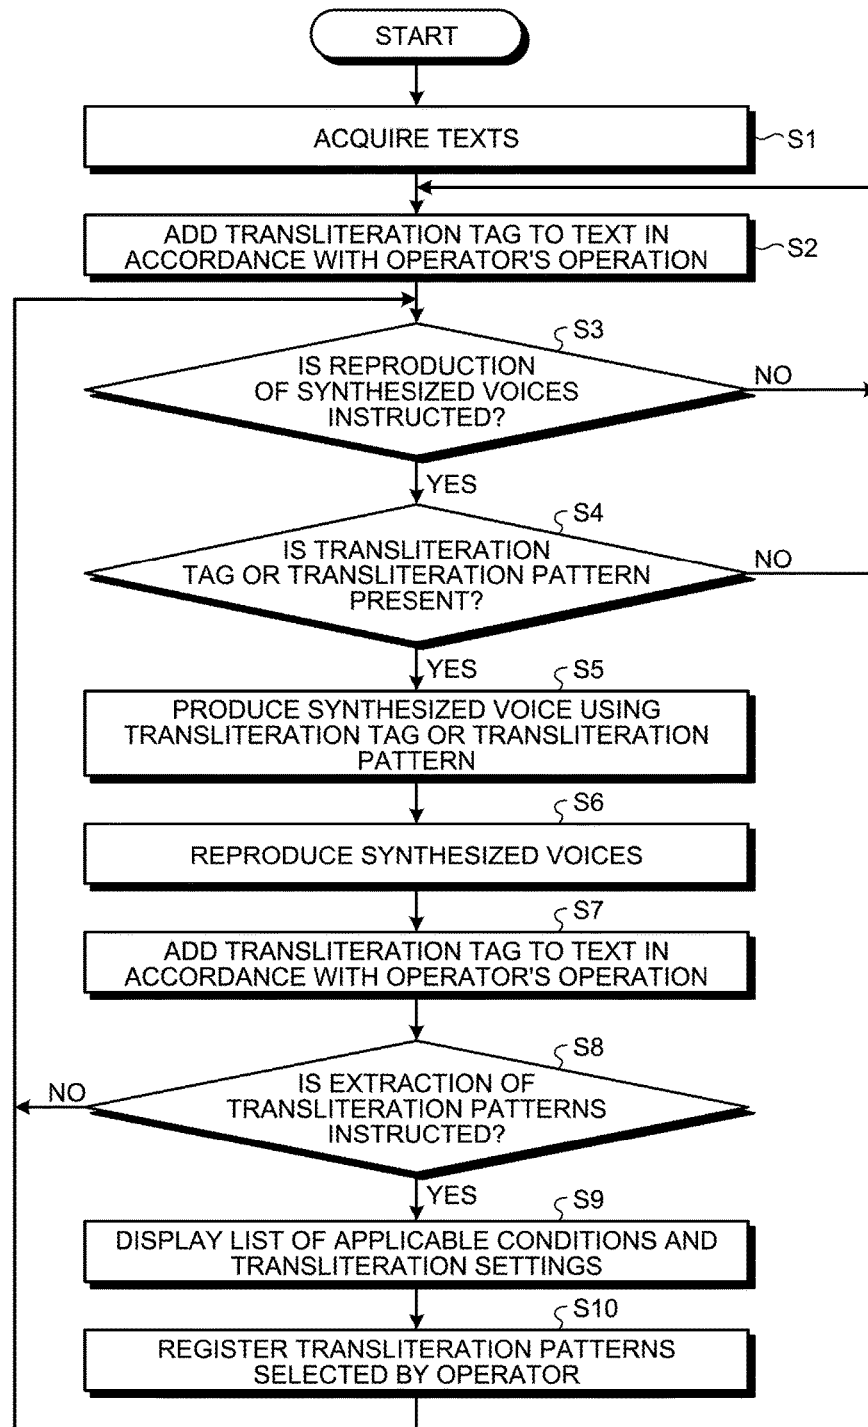 START
ACQUIRE TEXTS
S1
ADD TRANSLITERATION TAG TO TEXT IN
ACCORDANCE WITH OPERATOR'S OPERATION
S2
S3
IS REPRODUCTION
OF SYNTHESIZED VOICES
INSTRUCTED?
NO
YES
S4
IS TRANSLITERATION
TAG OR TRANSLITERATION PATTERN
PRESENT?
NO
YES
S5
PRODUCE SYNTHESIZED VOICE USING
TRANSLITERATION TAG OR TRANSLITERATION
PATTERN
S6
REPRODUCE SYNTHESIZED VOICES
S7
ADD TRANSLITERATION TAG TO TEXT IN
ACCORDANCE WITH OPERATOR'S OPERATION
S8
IS EXTRACTION OF
TRANSLITERATION PATTERNS
INSTRUCTED?
NO
YES
S9
DISPLAY LIST OF APPLICABLE CONDITIONS AND
TRANSLITERATION SETTINGS
S10
REGISTER TRANSLITERATION PATTERNS
SELECTED BY OPERATOR